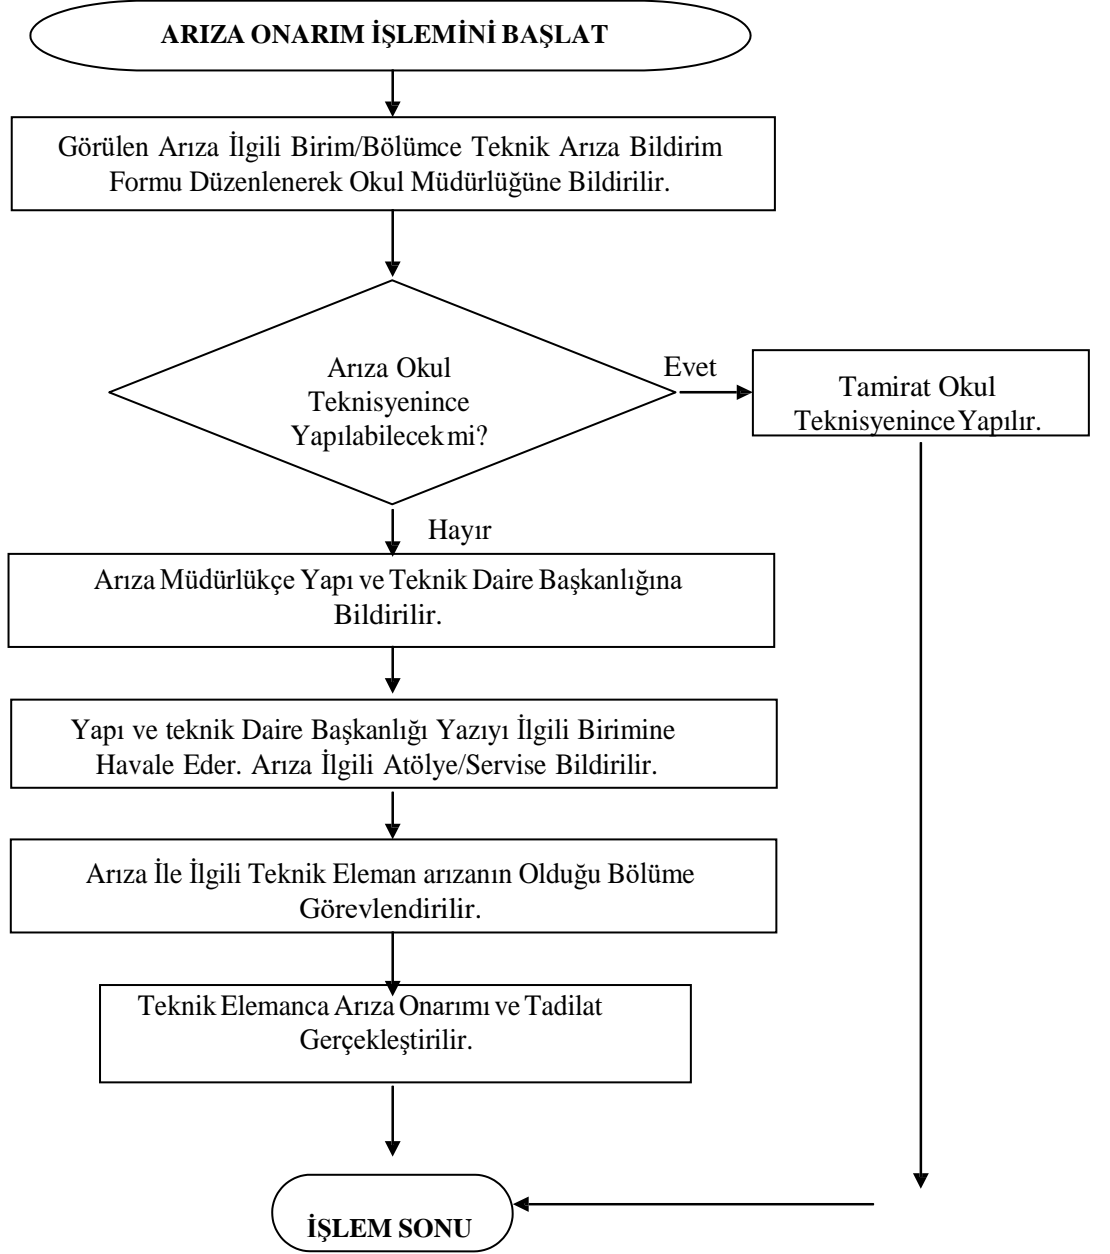 ARIZA ONARIM İŞLEMİNİ BAŞLAT
Görülen Arıza İlgili Birim/Bölümce Teknik Arıza Bildirim
Formu Düzenlenerek Okul Müdürlüğüne Bildirilir.
Arıza Okul
Teknisyenince
Yapılabilecek mi?
Evet
Tamirat Okul
Teknisyenince Yapılır.
Hayır
Arıza Müdürlükçe Yapı ve Teknik Daire Başkanlığına
Bildirilir.
Yapı ve teknik Daire Başkanlığı Yazıyı İlgili Birimine
Havale Eder. Arıza İlgili Atölye/Servise Bildirilir.
Arıza İle İlgili Teknik Eleman arızanın Olduğu Bölüme
Görevlendirilir.
Teknik Elemanca Arıza Onarımı ve Tadilat
Gerçekleştirilir.
İŞLEM SONU